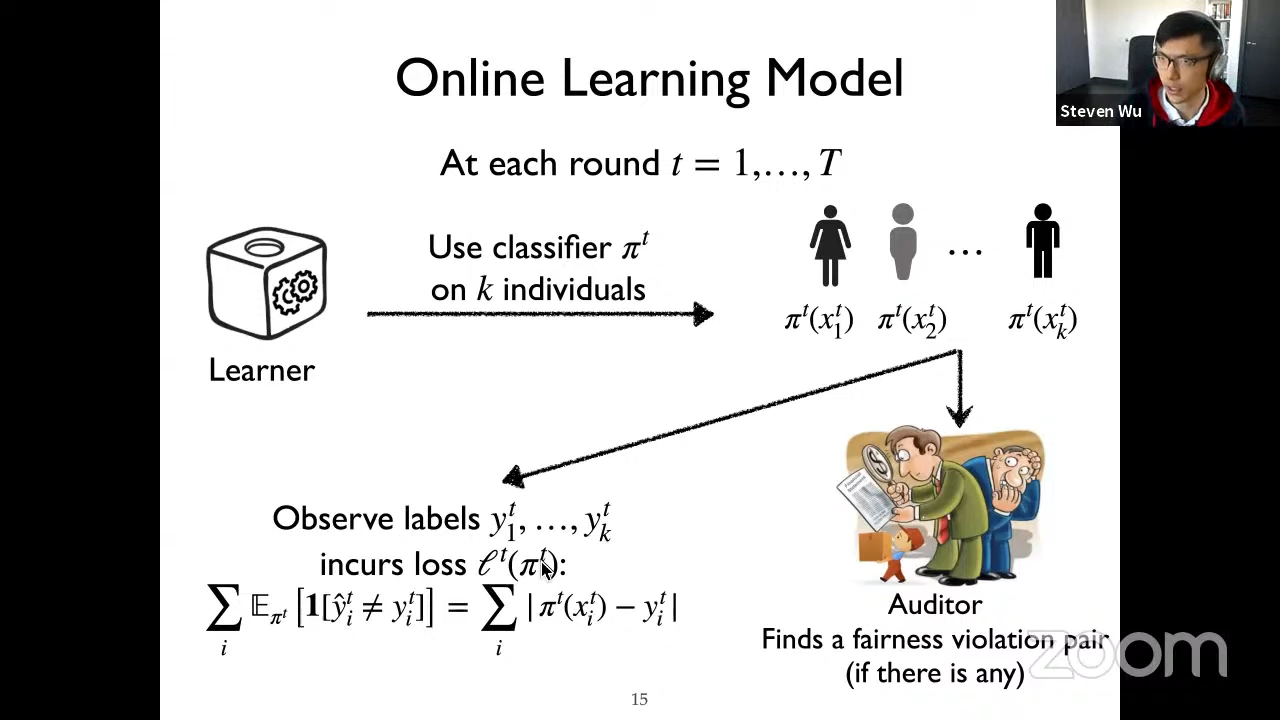 Online Learning Model
Steven Wu
At each round t = 1,…, T
Use classifier π^t
on k individuals
…
π^t(x_1^t) π^t(x_2^t) π^t(x_k^t)
Learner
Observe labels y_1^t, …, y_k^t
incurs loss ℓ^t(π^t):
∑_i 𝔼_{π^t} [𝟏[ŷ_i^t ≠ y_i^t]] = ∑_i |π^t(x_i^t) − y_i^t|
$
Auditor
Finds a fairness violation pair
(if there is any)
zoom
15